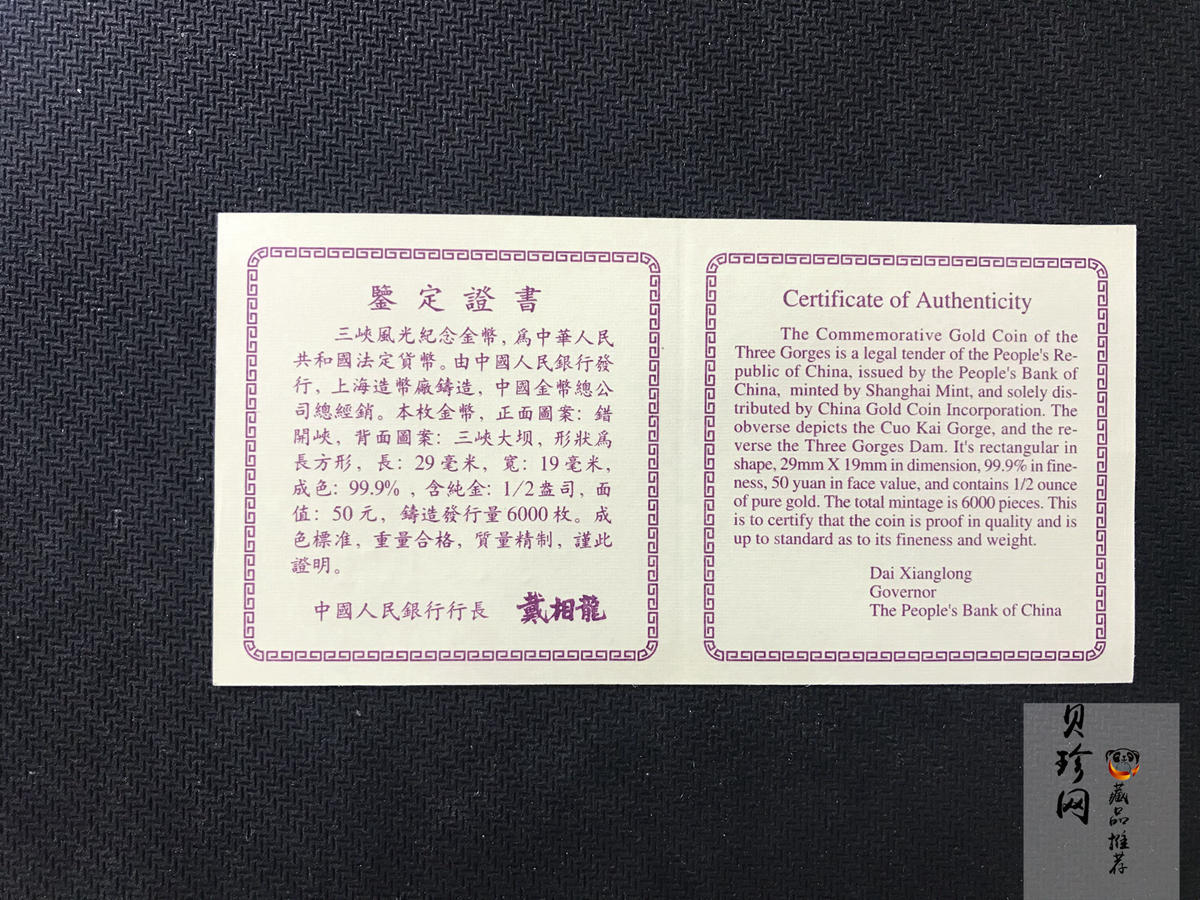 鑒定證書
三峽風光紀念金幣，爲中華人民
共和國法定貨幣。由中國人民銀行發
行，上海造幣廠鑄造，中國金幣總公
司總經銷。本枚金幣，正面圖案：錯
開峽，背面圖案：三峽大坝，形狀爲
長方形，長：29毫米，寬：19毫米，
成色：99.9%，含純金：1/2盎司，面
值：50元，鑄造發行量6000枚。成
色標准，重量合格，質量精制，謹此
證明。
中國人民銀行行長 戴相龍
Certificate of Authenticity
The Commemorative Gold Coin of the
Three Gorges is a legal tender of the People's Re-
public of China, issued by the People's Bank of
China, minted by Shanghai Mint, and solely dis-
tributed by China Gold Coin Incorporation. The
obverse depicts the Cuo Kai Gorge, and the re-
verse the Three Gorges Dam. It's rectangular in
shape, 29mm X 19mm in dimension, 99.9% in fine-
ness, 50 yuan in face value, and contains 1/2 ounce
of pure gold. The total mintage is 6000 pieces. This
is to certify that the coin is proof in quality and is
up to standard as to its fineness and weight.
Dai Xianglong
Governor
The People's Bank of China
贝珍网
藏品推荐